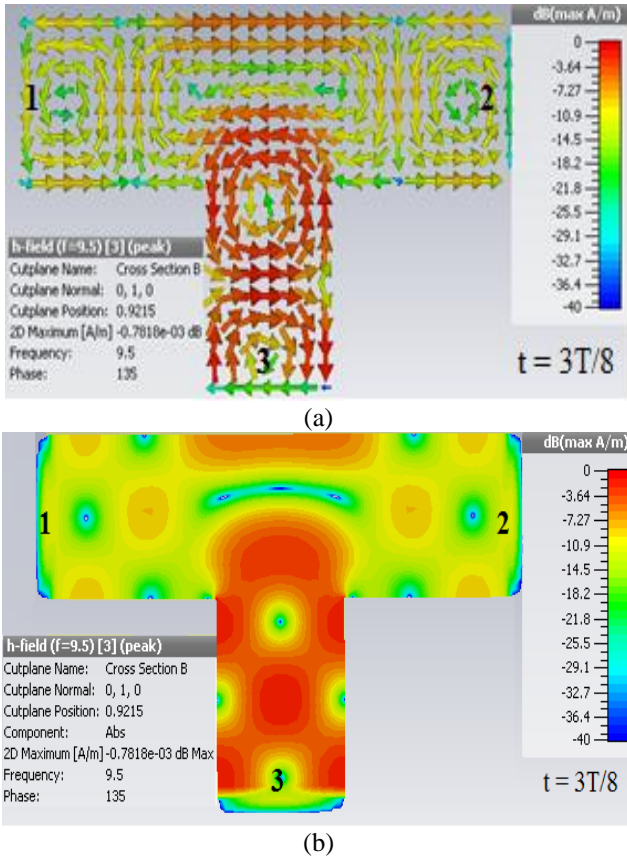 dB(max A/m)
0
-3.64
-7.27
-10.9
-14.5
-18.2
-21.8
-25.5
-29.1
-32.7
-36.4
-40
1
2
3
h-field (f=9.5) [3] (peak)
Cutplane Name: Cross Section B
Cutplane Normal: 0, 1, 0
Cutplane Position: 0.9215
2D Maximum [A/m] -0.7818e-03 dB
Frequency: 9.5
Phase: 135
t = 3T/8
(a)
dB(max A/m)
0
-3.64
-7.27
-10.9
-14.5
-18.2
-21.8
-25.5
-29.1
-32.7
-36.4
-40
1
2
3
h-field (f=9.5) [3] (peak)
Cutplane Name: Cross Section B
Cutplane Normal: 0, 1, 0
Cutplane Position: 0.9215
Component: Abs
2D Maximum [A/m] -0.7818e-03 dB Max
Frequency: 9.5
Phase: 135
t = 3T/8
(b)